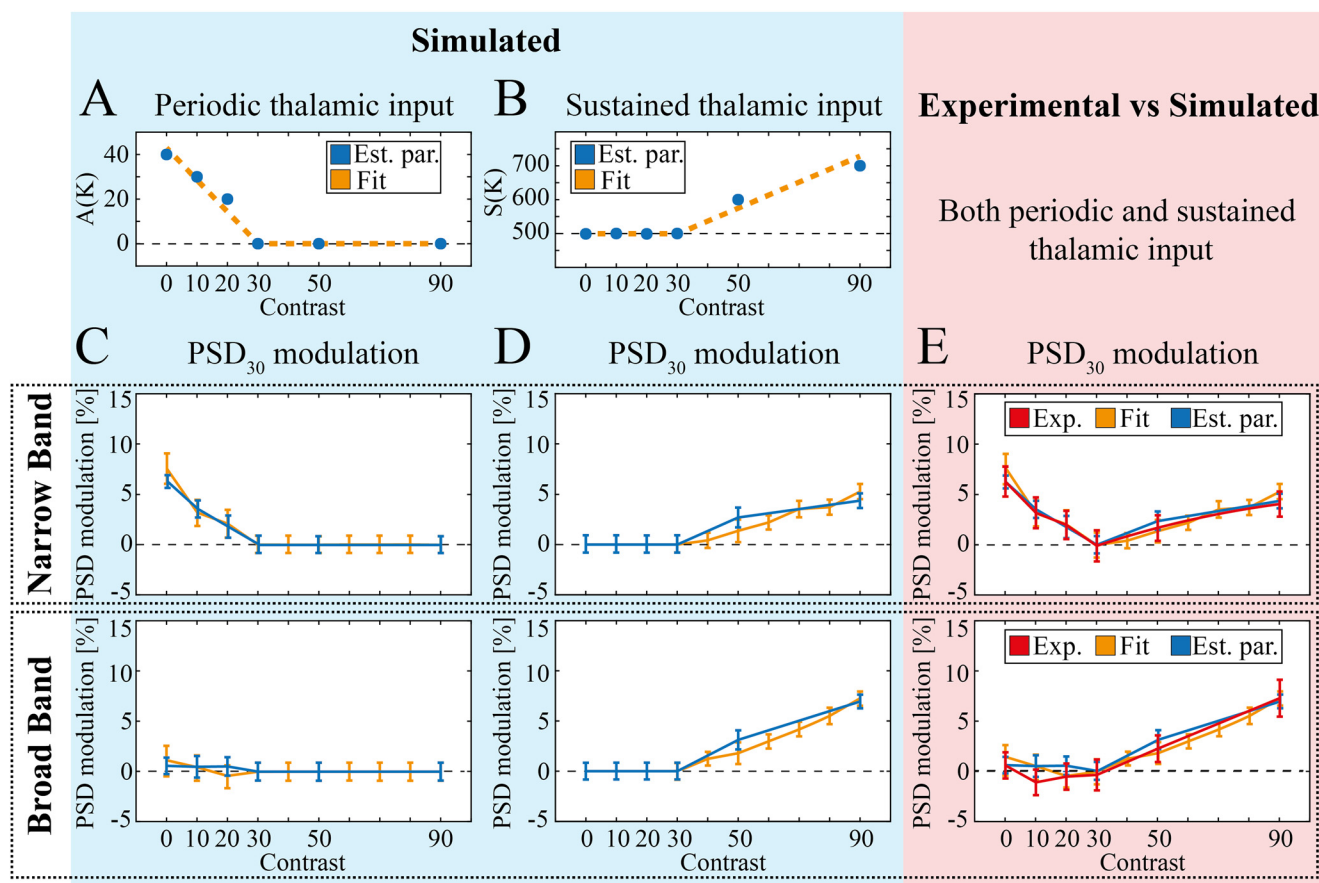 Simulated
A Periodic thalamic input
40
20
0
A(K)
Est. par.
Fit
0 10 20 30 50 90
Contrast
B Sustained thalamic input
700
600
500
S(K)
Est. par.
Fit
0 10 20 30 50 90
Contrast
Experimental vs Simulated
Both periodic and sustained
thalamic input
C PSD30 modulation
D PSD30 modulation
E PSD30 modulation
Narrow Band
PSD modulation [%]
15
10
5
0
-5
PSD modulation [%]
15
10
5
0
-5
PSD modulation [%]
15
10
5
0
-5
Exp. Fit Est. par.
Broad Band
PSD modulation [%]
15
10
5
0
-5
0 10 20 30 50 90
Contrast
PSD modulation [%]
15
10
5
0
-5
0 10 20 30 50 90
Contrast
PSD modulation [%]
15
10
5
0
-5
Exp. Fit Est. par.
0 10 20 30 50 90
Contrast